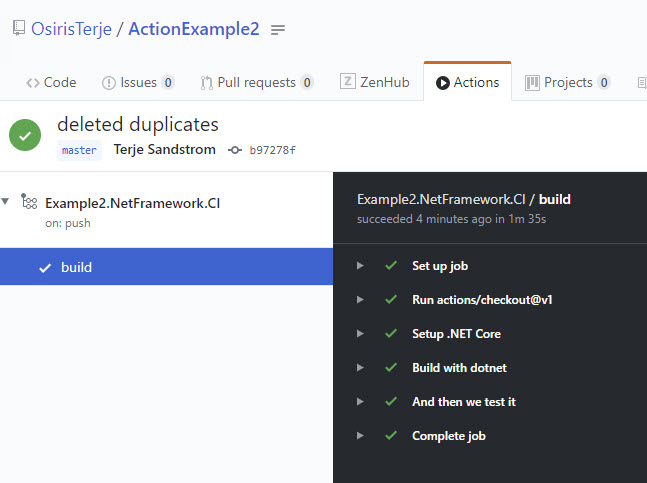 OsirisTerje / ActionExample2
Code Issues 0 Pull requests 0 Z ZenHub Actions Projects 0
deleted duplicates
master Terje Sandstrom b97278f
Example2.NetFramework.CI
on: push
build
Example2.NetFramework.CI / build
succeeded 4 minutes ago in 1m 35s
Set up job
Run actions/checkout@v1
Setup .NET Core
Build with dotnet
And then we test it
Complete job